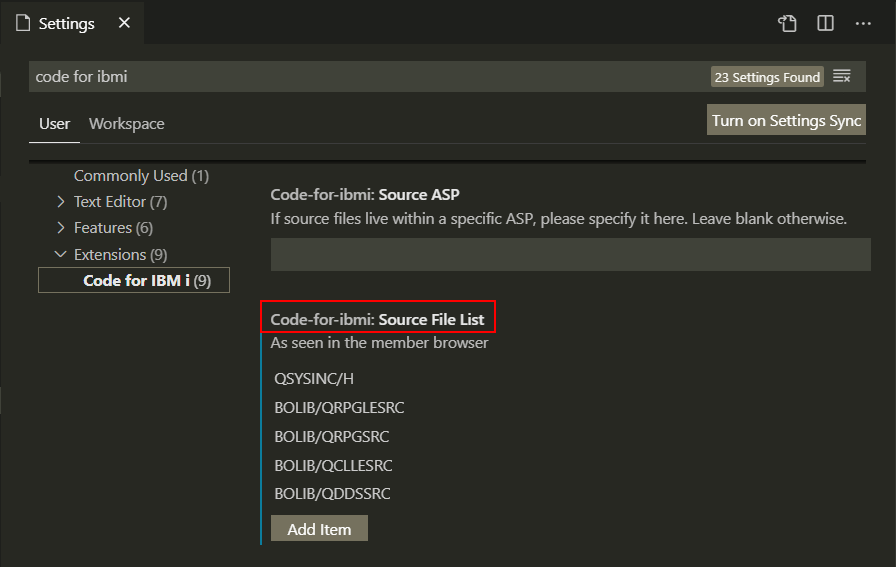 Settings
code for ibmi
23 Settings Found
User Workspace
Turn on Settings Sync
Commonly Used (1)
Text Editor (7)
Features (6)
Extensions (9)
Code for IBM i (9)
Code-for-ibmi: Source ASP
If source files live within a specific ASP, please specify it here. Leave blank otherwise.
Code-for-ibmi: Source File List
As seen in the member browser
QSYSINC/H
BOLIB/QRPGLESRC
BOLIB/QRPGSRC
BOLIB/QCLLESRC
BOLIB/QDDSSRC
Add Item